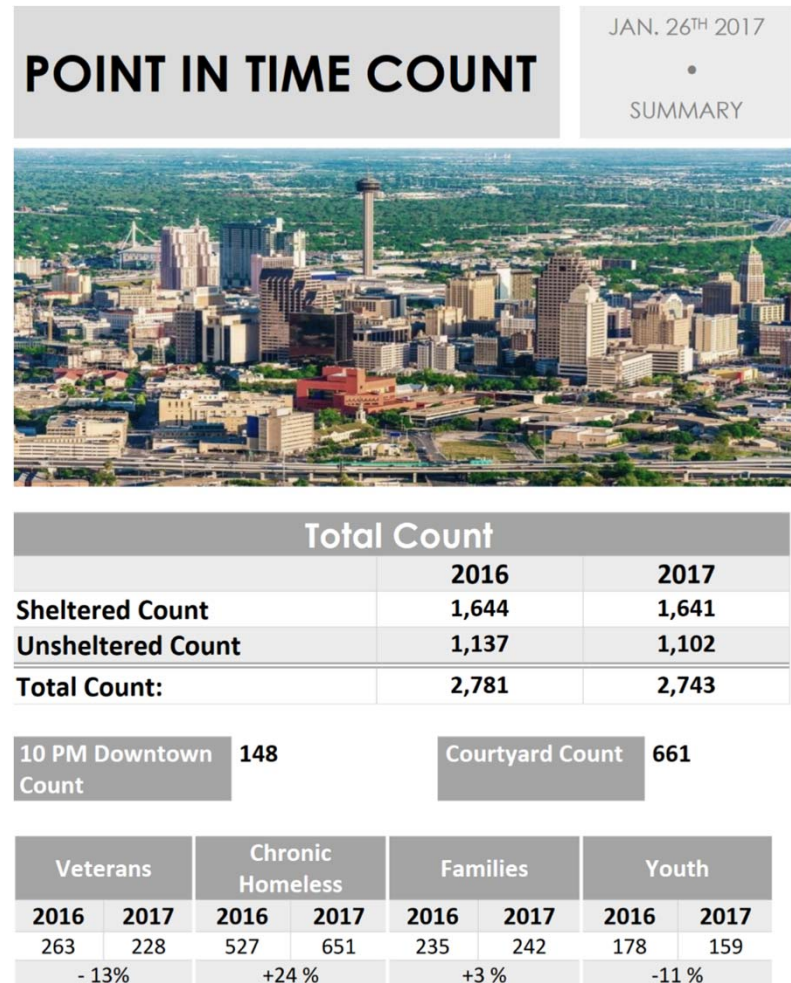 POINT IN TIME COUNT
JAN. 26TH 2017
•
SUMMARY
Total Count
2016 2017
Sheltered Count 1,644 1,641
Unsheltered Count 1,137 1,102
Total Count: 2,781 2,743
10 PM Downtown Count 148
Courtyard Count 661
Veterans Chronic Homeless Families Youth
2016 2017 2016 2017 2016 2017 2016 2017
263 228 527 651 235 242 178 159
- 13% +24 % +3 % -11 %